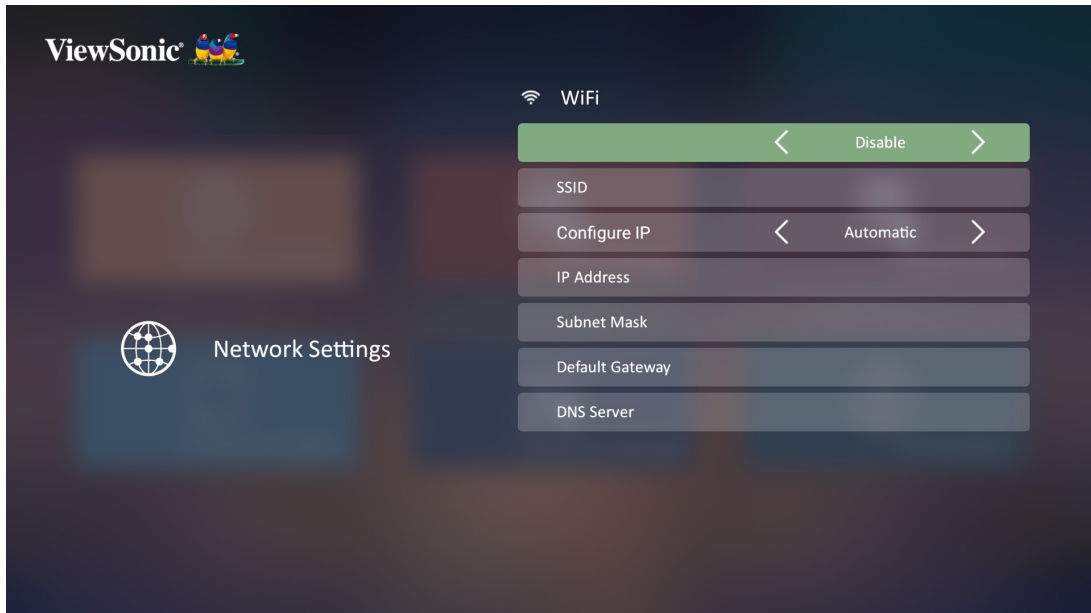 ViewSonic®
WiFi
Disable
SSID
Configure IP
Automatic
IP Address
Subnet Mask
Network Settings
Default Gateway
DNS Server